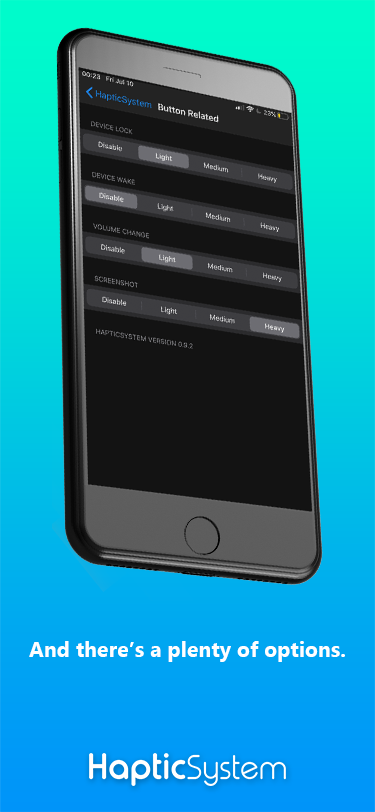 00:23 Fri Jul 10 23%
HapticSystem Button Related
DEVICE LOCK
Disable Light Medium Heavy
DEVICE WAKE
Disable Light Medium Heavy
VOLUME CHANGE
Disable Light Medium Heavy
SCREENSHOT
Disable Light Medium Heavy
HAPTICSYSTEM VERSION 0.9.2
And there's a plenty of options.
HapticSystem